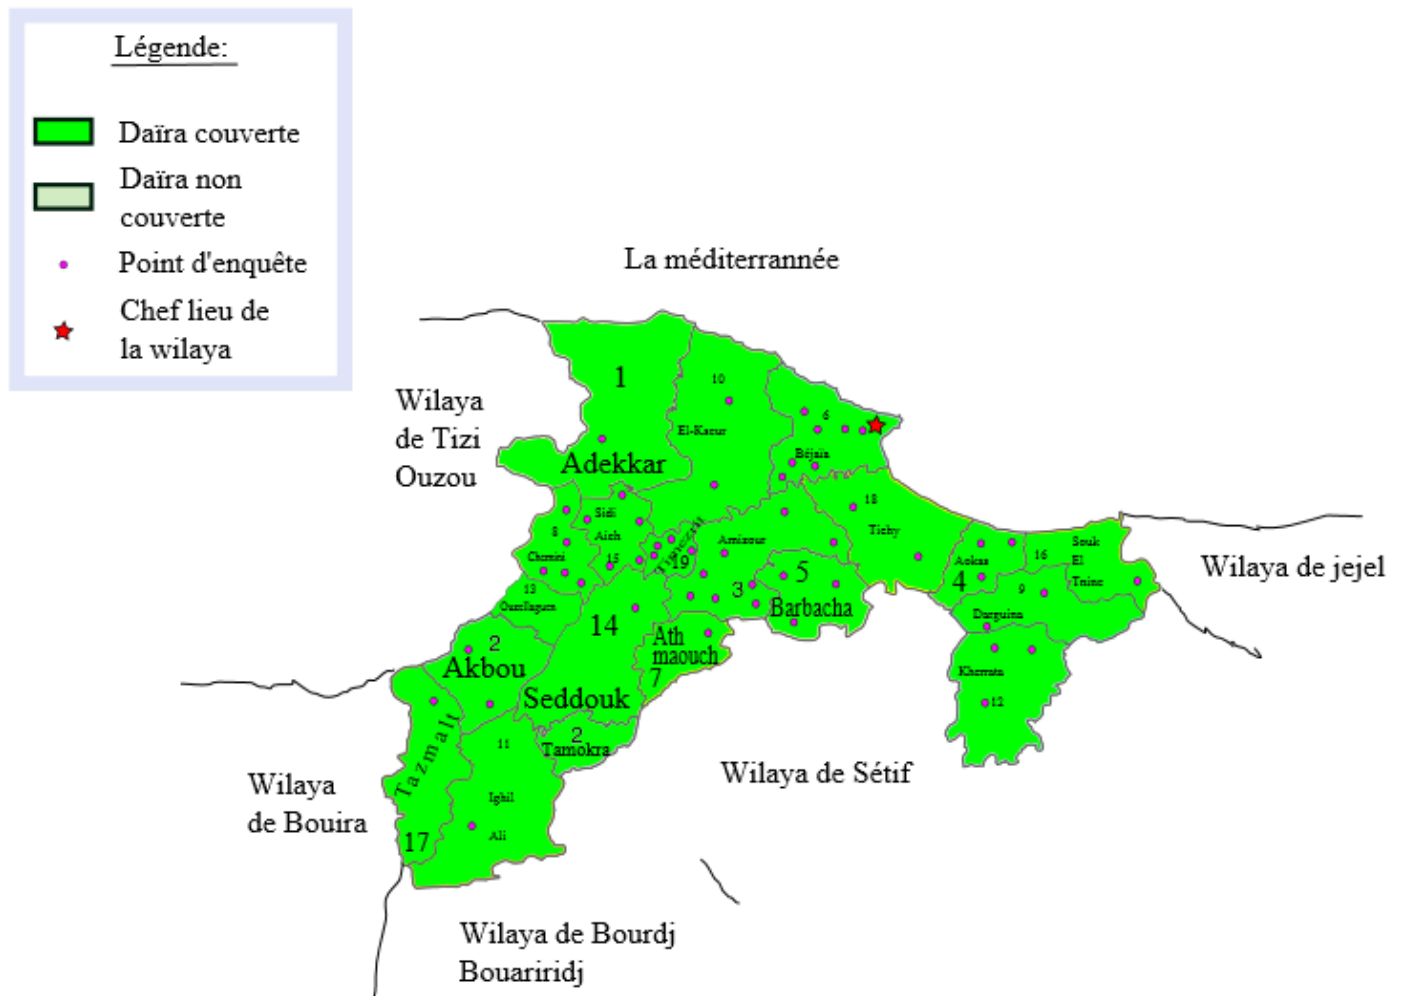 Légende:
Daïra couverte
Daïra non
couverte
Point d'enquête
Chef lieu de
la wilaya
La méditerrannée
Wilaya
de Tizi
Ouzou
1
Adekkar
10
El-Kseur
6
Béjaia
18
Tichy
Sidi
Aich
15
8
Chemini
Timezrit
19
Amizour
3
5
Barbacha
Aokas
4
16
Souk
El
Tninc
9
Darguina
Wilaya de jejel
13
Ouzellaguen
14
Seddouk
Ath
maouch
7
2
Akbou
Kherrata
12
Tazmalt
17
11
Ighil
Ali
2
Tamokra
Wilaya de Sétif
Wilaya
de Bouira
Wilaya de Bourdj
Bouariridj